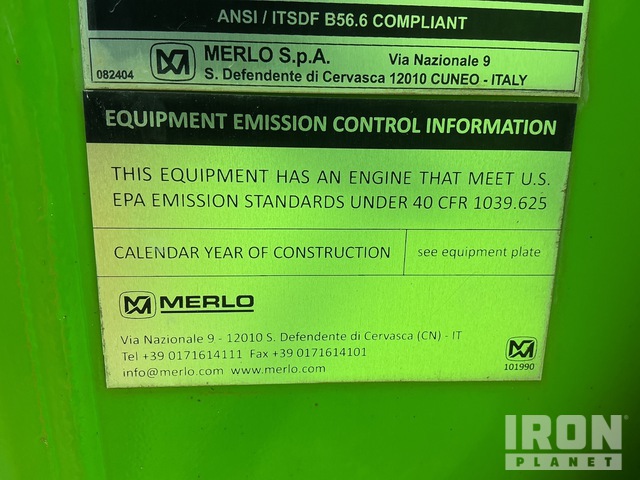 ANSI / ITSDF B56.6 COMPLIANT
MERLO S.p.A. Via Nazionale 9
082404 S. Defendente di Cervasca 12010 CUNEO - ITALY
EQUIPMENT EMISSION CONTROL INFORMATION
THIS EQUIPMENT HAS AN ENGINE THAT MEET U.S.
EPA EMISSION STANDARDS UNDER 40 CFR 1039.625
CALENDAR YEAR OF CONSTRUCTION see equipment plate
MERLO
Via Nazionale 9 - 12010 S. Defendente di Cervasca (CN) - IT
Tel +39 0171614111 Fax +39 0171614101
info@merlo.com www.merlo.com
101990
IRON
PLANET